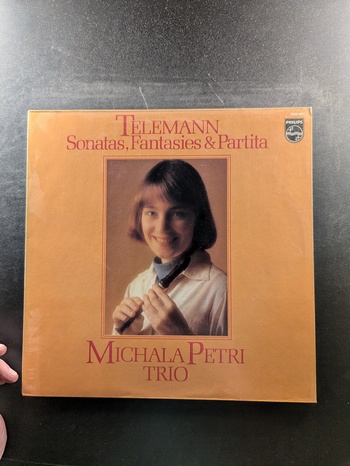 TELEMANN
Sonatas, Fantasies & Partita
PHILIPS
MICHALA PETRI
TRIO